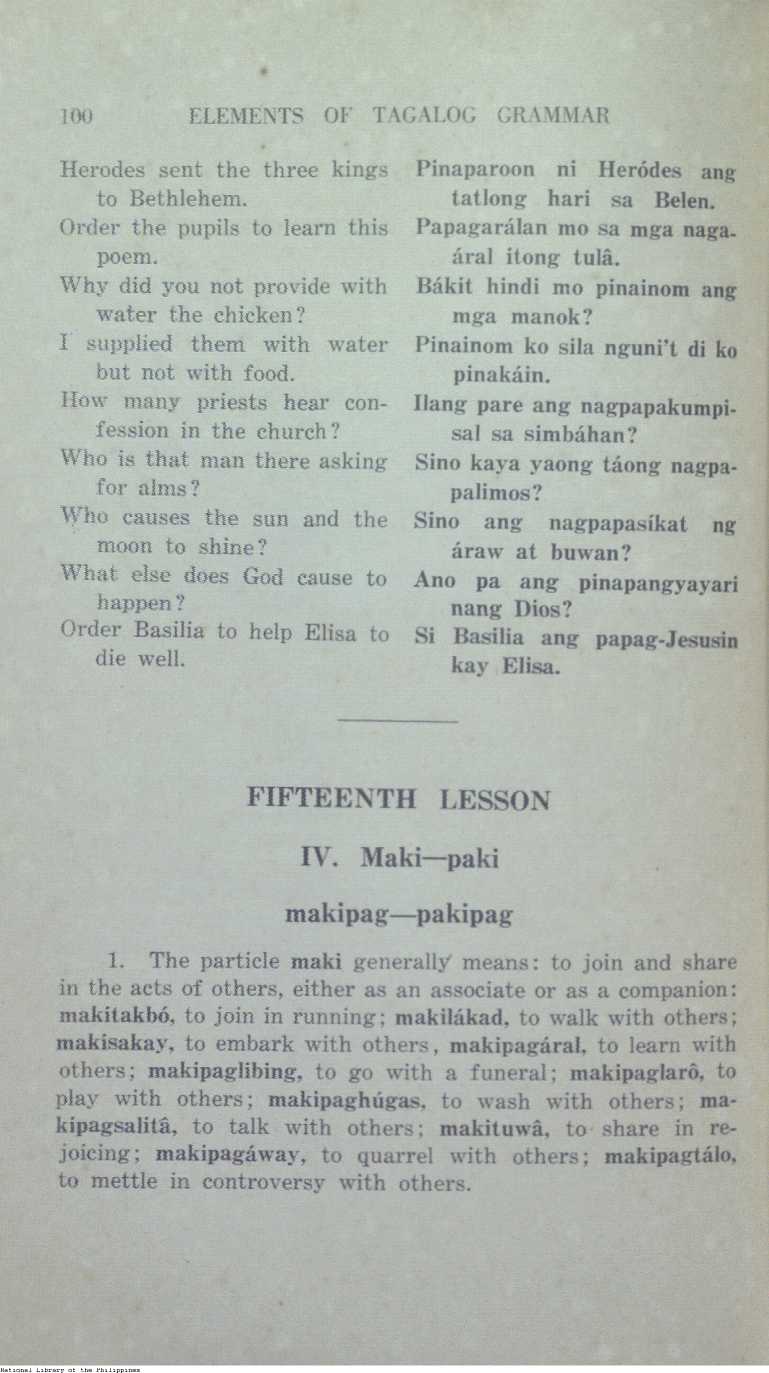 100 ELEMENTS OF TAGALOG GRAMMAR
Herodes sent the three kings
to Bethlehem.
Order the pupils to learn this
poem.
Why did you not provide with
water the chicken?
I supplied them with water
but not with food.
How many priests hear con-
fession in the church?
Who is that man there asking
for alms?
Who causes the sun and the
moon to shine?
What else does God cause to
happen?
Order Basilia to help Elisa to
die well.
Pinaparoon ni Heródes ang
tatlong hari sa Belen.
Papagarálan mo sa mga naga-
áral itong tulâ.
Bákit hindi mo pinainom ang
mga manok?
Pinainom ko sila nguni't di ko
pinakáin.
Ilang pare ang nagpapakumpi-
sal sa simbáhan?
Sino kaya yaong táong nagpa-
palimos?
Sino ang nagpapasíkat ng
áraw at buwan?
Ano pa ang pinapangyayari
nang Dios?
Si Basilia ang papag-Jesusin
kay Elisa.
FIFTEENTH LESSON
IV. Maki—paki
makipag—pakipag
1. The particle maki generally means: to join and share
in the acts of others, either as an associate or as a companion:
makitakbó, to join in running; makilákad, to walk with others;
makisakay, to embark with others, makipagáral, to learn with
others; makipaglibing, to go with a funeral; makipaglarô, to
play with others; makipaghúgas, to wash with others; ma-
kipagsalitâ, to talk with others; makituwâ, to share in re-
joicing; makipagáway, to quarrel with others; makipagtálo,
to mettle in controversy with others.
National Library of the Philippines